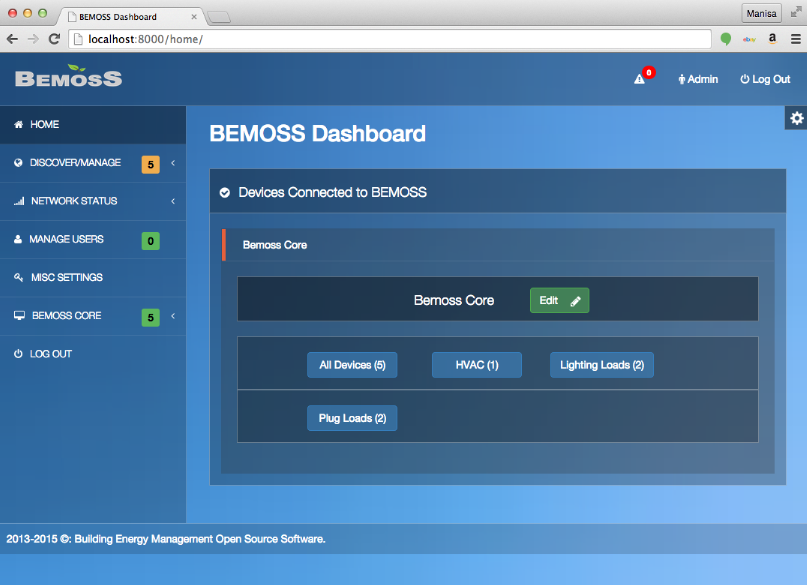 BEMOSS Dashboard
Manisa
localhost:8000/home/
ebay
a
BEMOSS
0
Admin
Log Out
HOME
DISCOVER/MANAGE 5
NETWORK STATUS
MANAGE USERS 0
MISC SETTINGS
BEMOSS CORE 5
LOG OUT
BEMOSS Dashboard
Devices Connected to BEMOSS
Bemoss Core
Bemoss Core Edit
All Devices (5) HVAC (1) Lighting Loads (2)
Plug Loads (2)
2013-2015 ©: Building Energy Management Open Source Software.